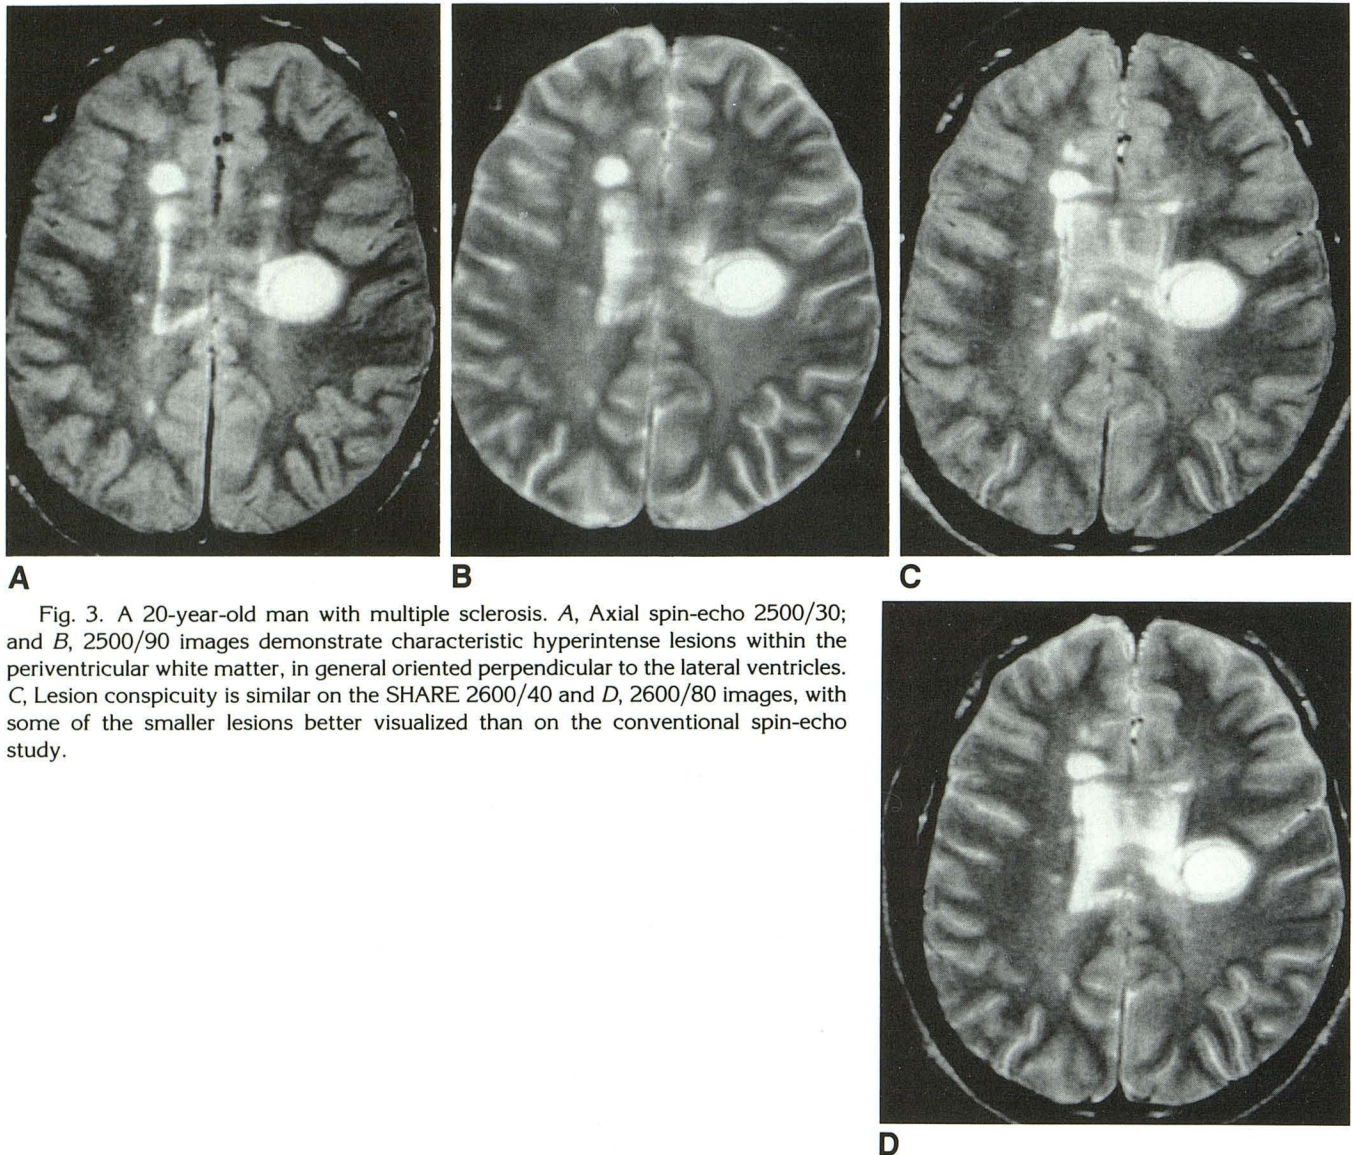 A
B
C
Fig. 3. A 20-year-old man with multiple sclerosis. A, Axial spin-echo 2500/30;
and B, 2500/90 images demonstrate characteristic hyperintense lesions within the
periventricular white matter, in general oriented perpendicular to the lateral ventricles.
C, Lesion conspicuity is similar on the SHARE 2600/40 and D, 2600/80 images, with
some of the smaller lesions better visualized than on the conventional spin-echo
study.
D